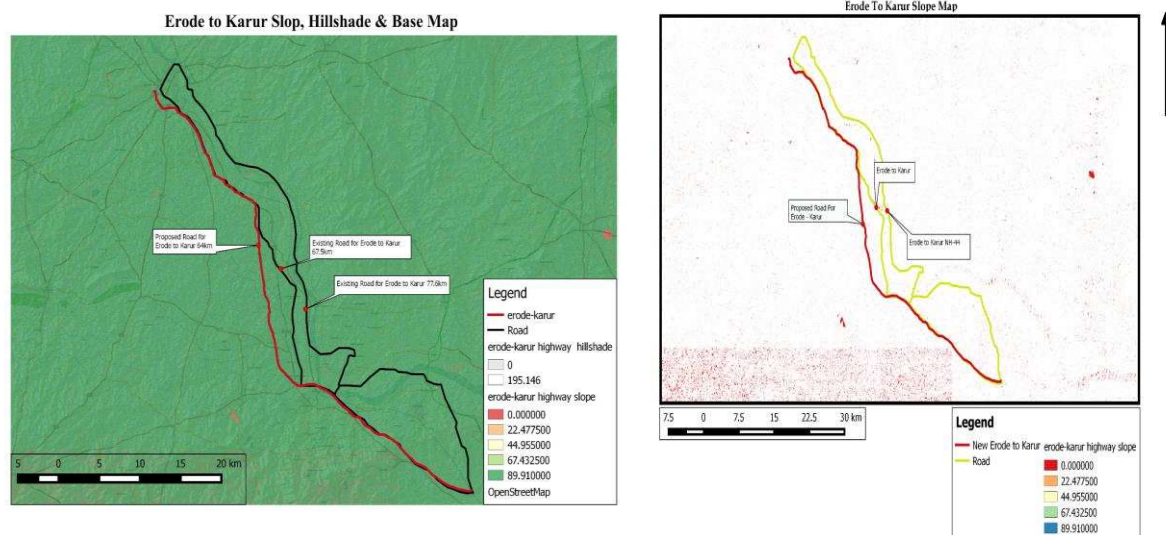 Erode to Karur Slop, Hillshade & Base Map
Proposed Road for
Erode to Karur 64km
Existing Road for Erode to Karur
67.5km
Existing Road for Erode to Karur 77.6km
Legend
erode-karur
Road
erode-karur highway hillshade
0
195.146
erode-karur highway slope
0.000000
22.477500
44.955000
67.432500
89.910000
OpenStreetMap
5 0 5 10 15 20 km
Erode To Karur Slope Map
Erode to Karur
Proposed Road For
Erode - Karur
Erode to Karur NH-44
7.5 0 7.5 15 22.5 30 km
Legend
New Erode to Karur
Road
erode-karur highway slope
0.000000
22.477500
44.955000
67.432500
89.910000